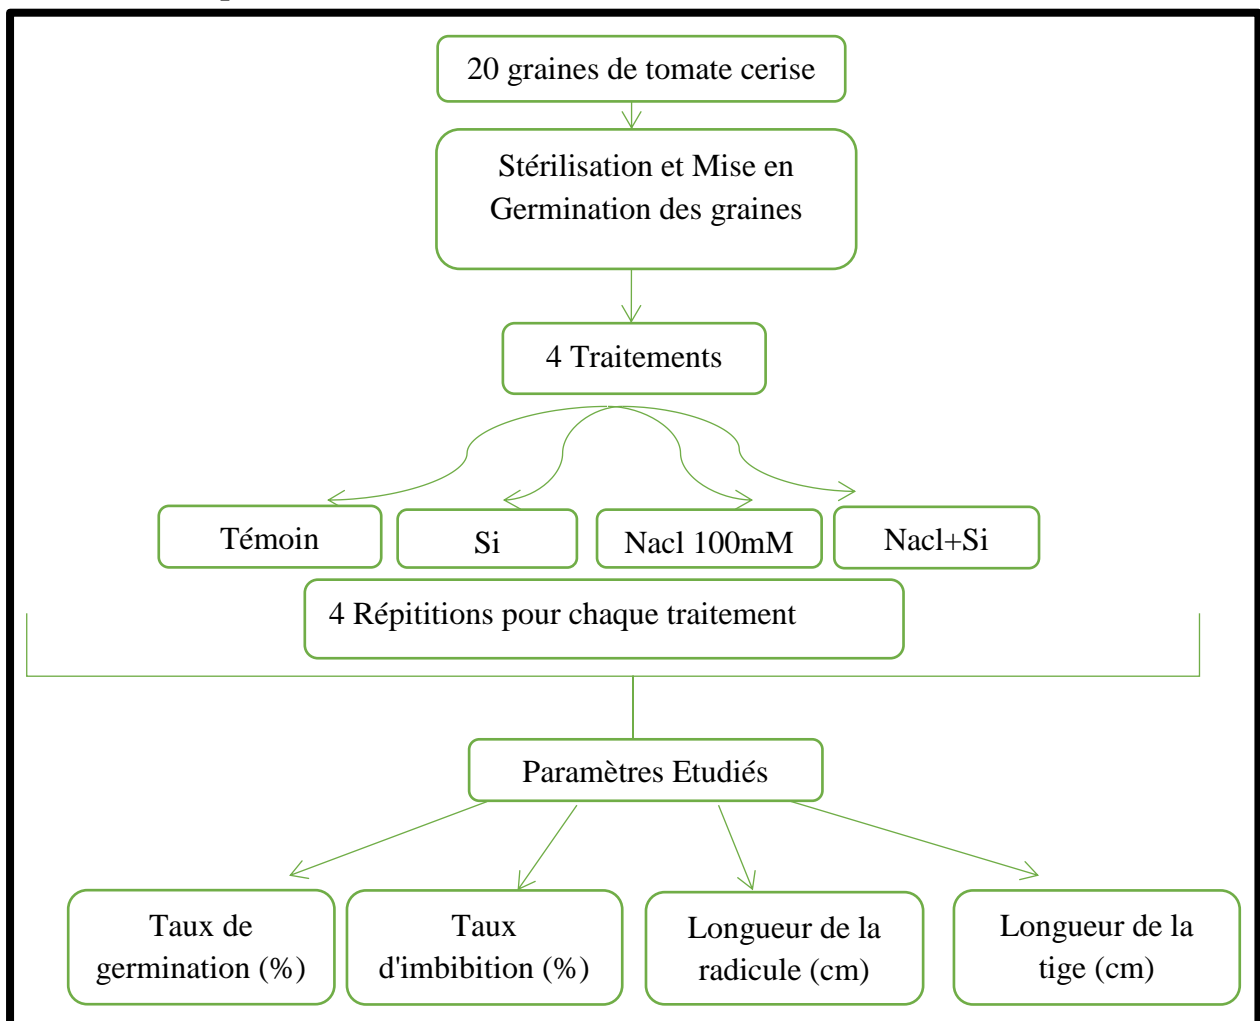 20 graines de tomate cerise
Stérilisation et Mise en
Germination des graines
4 Traitements
Témoin
Si
Nacl 100mM
Nacl+Si
4 Répititions pour chaque traitement
Paramètres Etudiés
Taux de
germination (%)
Taux
d'imbibition (%)
Longueur de la
radicule (cm)
Longueur de la
tige (cm)